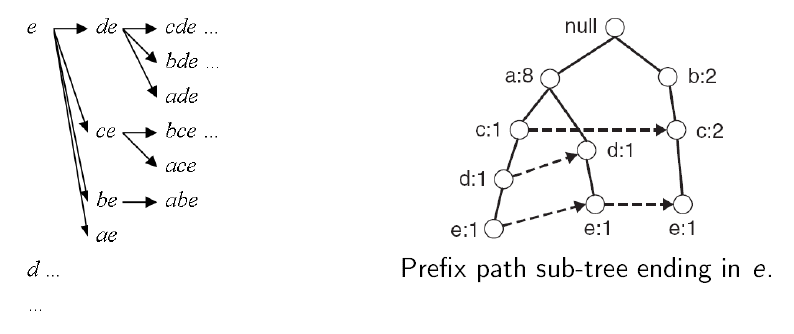 e de cde ...
bde ...
ade
ce bce ...
ace
be abe
ae
d ...
...
null
a:8 b:2
c:1 c:2
d:1
d:1
e:1 e:1 e:1
Prefix path sub-tree ending in e.